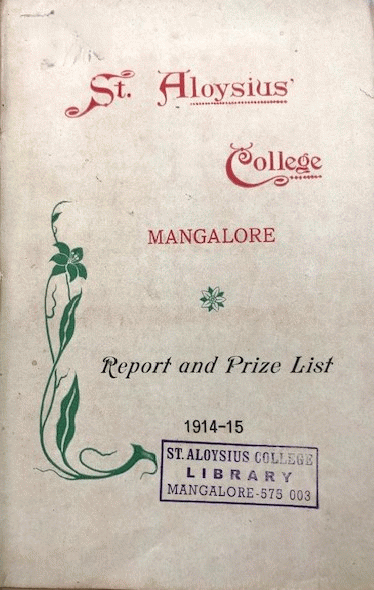 St. Aloysius'
College
MANGALORE
Report and Prize List
1914-15
ST. ALOYSIUS COLLEGE
LIBRARY
MANGALORE-575 003